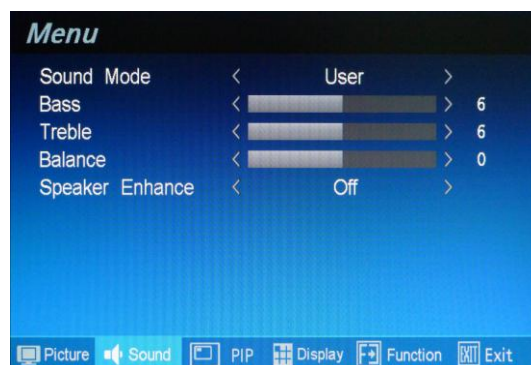 Menu
Sound Mode < User >
Bass < > 6
Treble < > 6
Balance < > 0
Speaker Enhance < Off >
Picture Sound PIP Display Function EXIT Exit